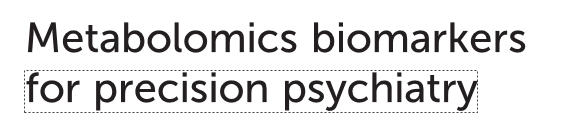 Metabolomics biomarkers
for precision psychiatry